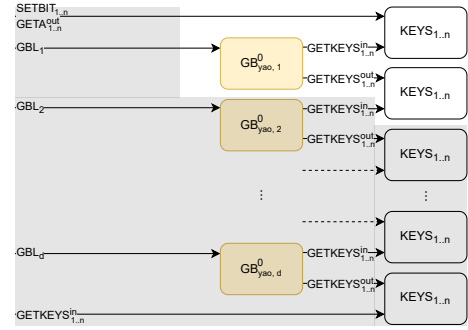 SETBIT1..n
KEYS1..n
GETA^out_1..n
GBL1
GETKEYS^in_1..n
GB^0_yao, 1
GETKEYS^out_1..n
KEYS1..n
GBL2
GETKEYS^in_1..n
GB^0_yao, 2
GETKEYS^out_1..n
KEYS1..n
⋮ ⋮
KEYS1..n
GBLd
GETKEYS^in_1..n
GB^0_yao, d
GETKEYS^out_1..n
KEYS1..n
GETKEYS^in_1..n